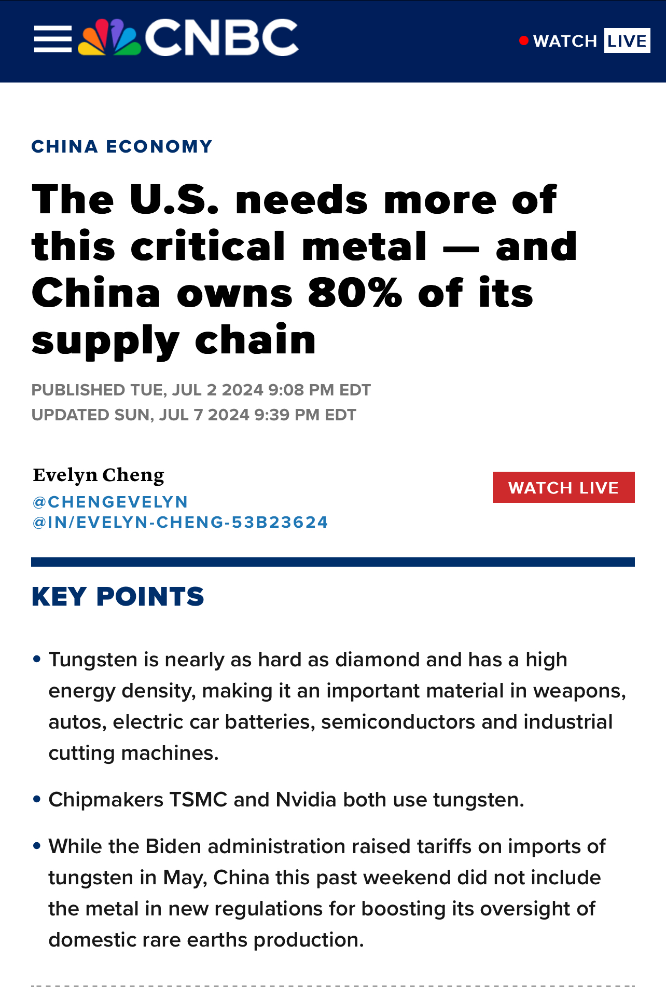 CNBC
WATCH LIVE
CHINA ECONOMY
The U.S. needs more of
this critical metal — and
China owns 80% of its
supply chain
PUBLISHED TUE, JUL 2 2024 9:08 PM EDT
UPDATED SUN, JUL 7 2024 9:39 PM EDT
Evelyn Cheng
@CHENGEVELYN
@IN/EVELYN-CHENG-53B23624
WATCH LIVE
KEY POINTS
• Tungsten is nearly as hard as diamond and has a high
energy density, making it an important material in weapons,
autos, electric car batteries, semiconductors and industrial
cutting machines.
• Chipmakers TSMC and Nvidia both use tungsten.
• While the Biden administration raised tariffs on imports of
tungsten in May, China this past weekend did not include
the metal in new regulations for boosting its oversight of
domestic rare earths production.